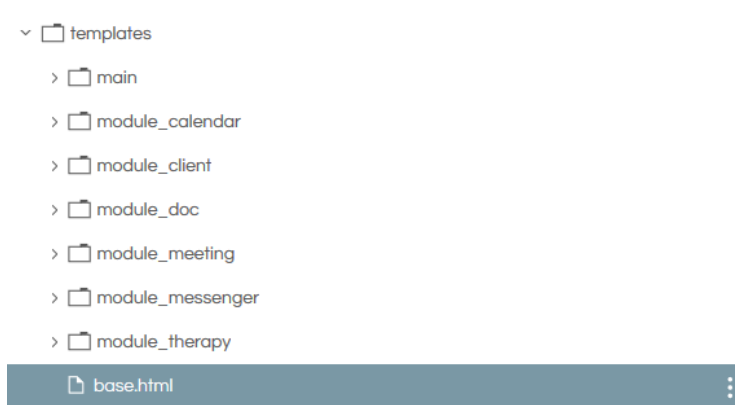 templates
main
module_calendar
module_client
module_doc
module_meeting
module_messenger
module_therapy
base.html